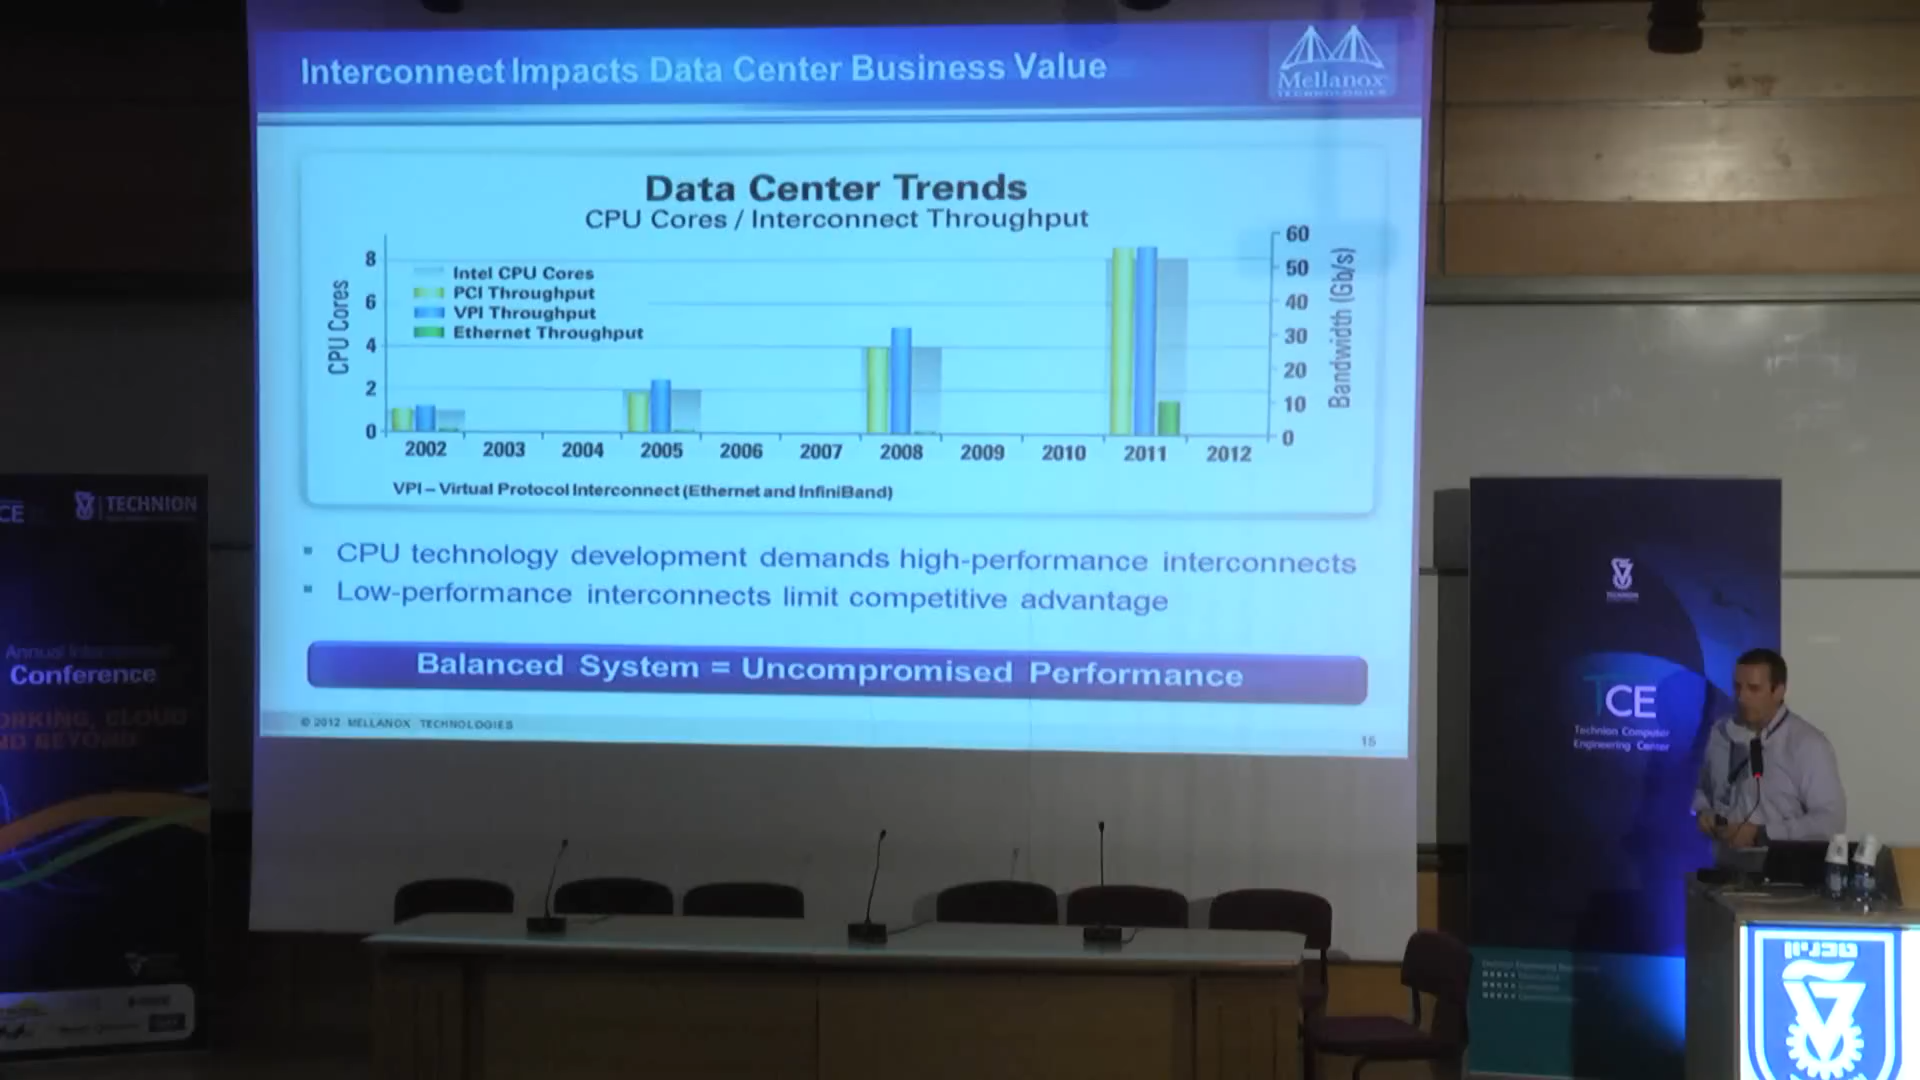 Interconnect Impacts Data Center Business Value
Mellanox
TECHNOLOGIES
Data Center Trends
CPU Cores / Interconnect Throughput
CPU Cores
8
6
4
2
0
Intel CPU Cores
PCI Throughput
VPI Throughput
Ethernet Throughput
60
50
40
30
20
10
0
Bandwidth (Gb/s)
2002 2003 2004 2005 2006 2007 2008 2009 2010 2011 2012
VPI – Virtual Protocol Interconnect (Ethernet and InfiniBand)
▪ CPU technology development demands high-performance interconnects
▪ Low-performance interconnects limit competitive advantage
Balanced System = Uncompromised Performance
© 2012 MELLANOX TECHNOLOGIES
15
CE
TECHNION
Annual
Conference
CLOUD
BEYOND
TECHNION
TCE
Technion Computer
Engineering Center
טכניון